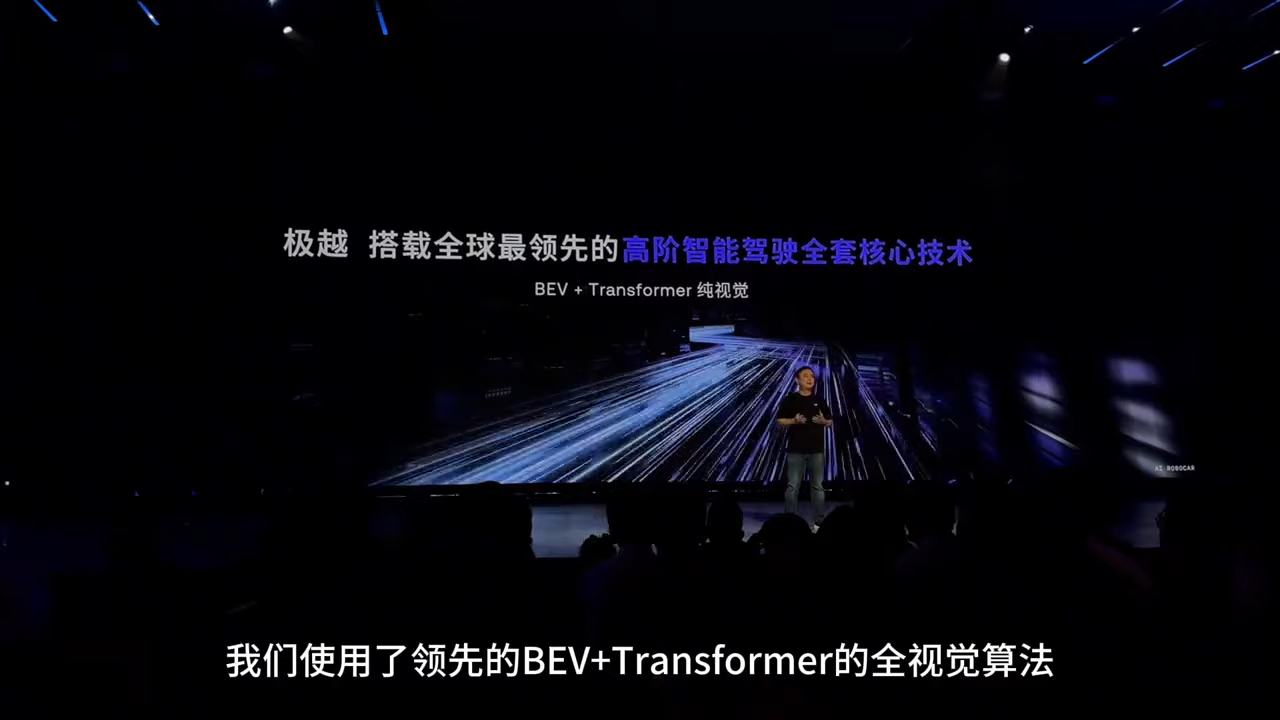 极越 搭载全球最领先的高阶智能驾驶全套核心技术
BEV + Transformer 纯视觉
AI ROBOCAR
我们使用了领先的BEV+Transformer的全视觉算法